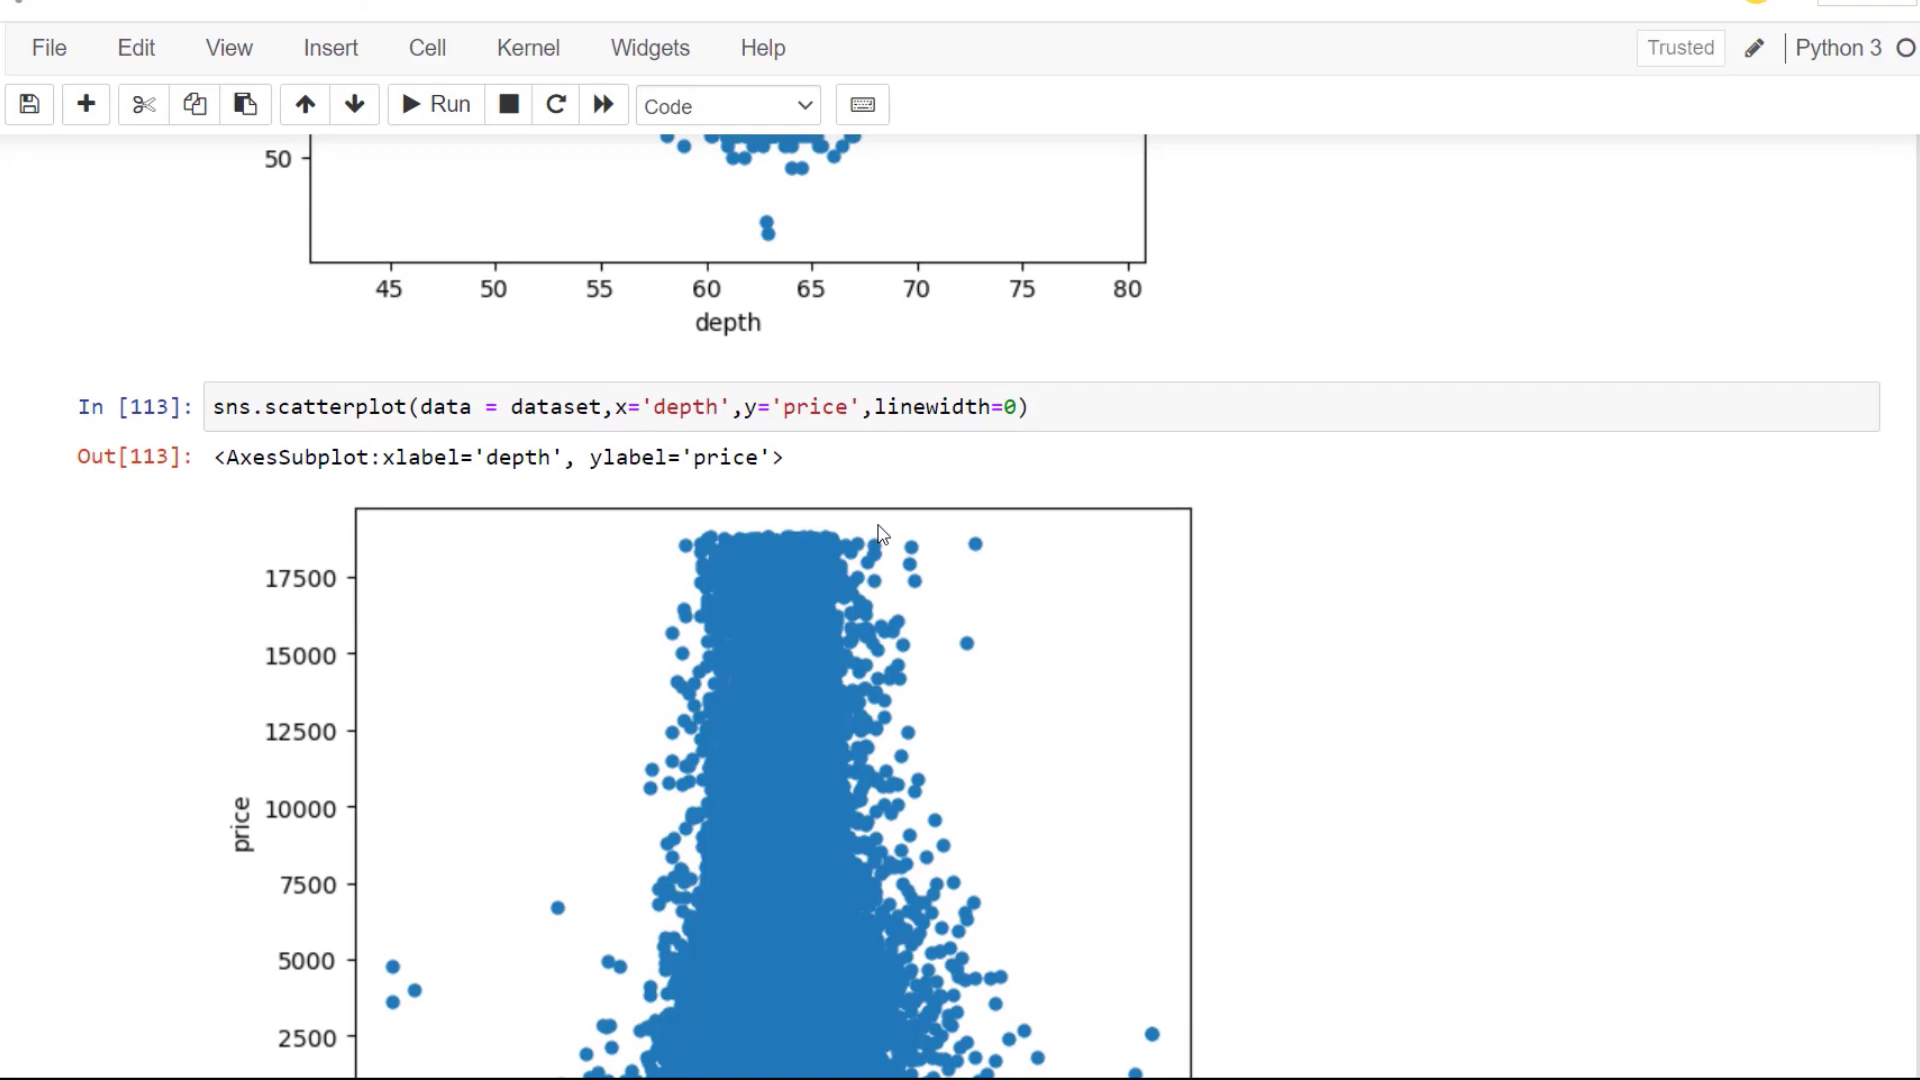 File Edit View Insert Cell Kernel Widgets Help Trusted Python 3
Run Code
50
45 50 55 60 65 70 75 80
depth
In [113]: sns.scatterplot(data = dataset,x='depth',y='price',linewidth=0)
Out[113]: <AxesSubplot:xlabel='depth', ylabel='price'>
17500
15000
12500
10000
price
7500
5000
2500